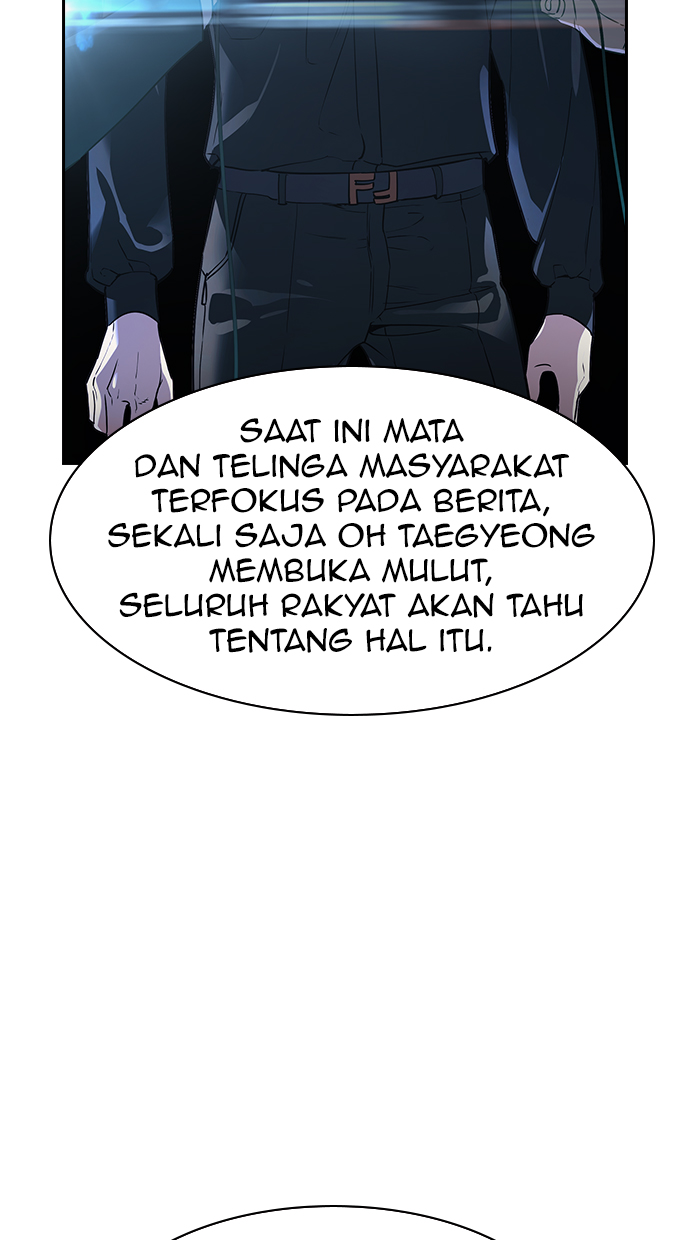 FJ
SAAT INI MATA
DAN TELINGA MASYARAKAT
TERFOKUS PADA BERITA,
SEKALI SAJA OH TAEGYEONG
MEMBUKA MULUT,
SELURUH RAKYAT AKAN TAHU
TENTANG HAL ITU.